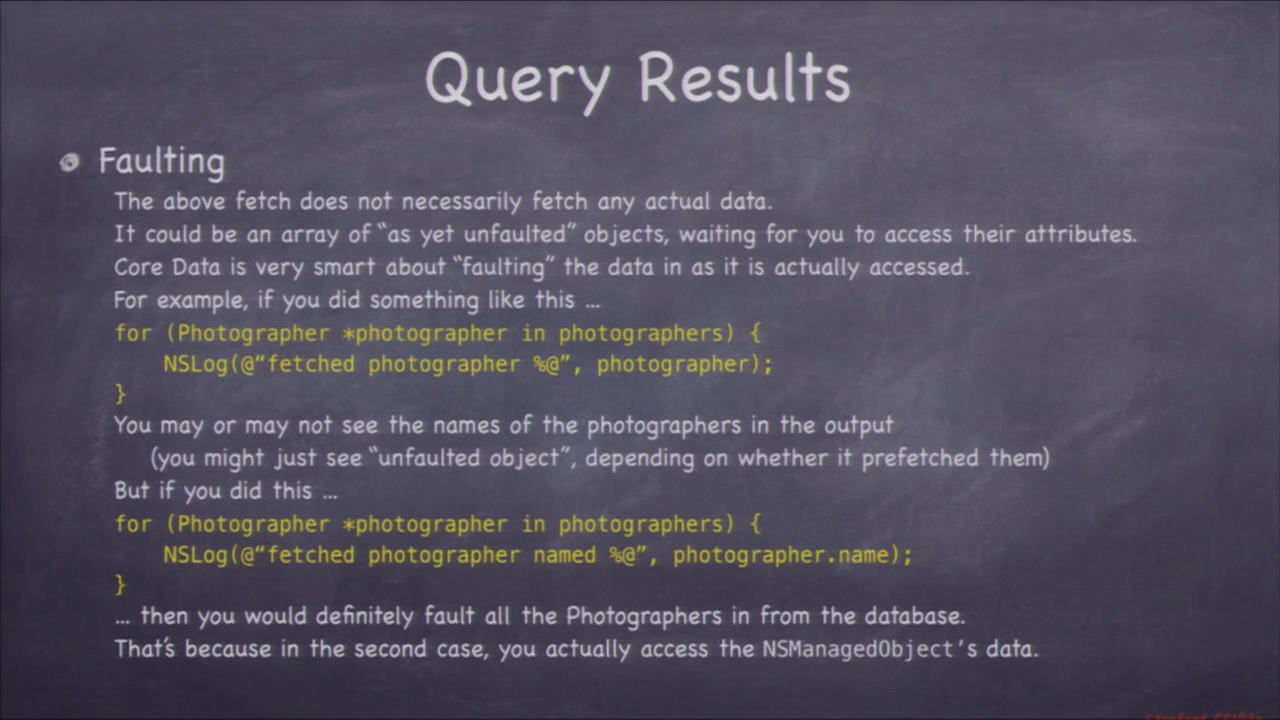 Query Results
Faulting
The above fetch does not necessarily fetch any actual data.
It could be an array of “as yet unfaulted” objects, waiting for you to access their attributes.
Core Data is very smart about “faulting” the data in as it is actually accessed.
For example, if you did something like this …
for (Photographer *photographer in photographers) {
NSLog(@“fetched photographer %@”, photographer);
}
You may or may not see the names of the photographers in the output
(you might just see “unfaulted object”, depending on whether it prefetched them)
But if you did this …
for (Photographer *photographer in photographers) {
NSLog(@“fetched photographer named %@”, photographer.name);
}
… then you would definitely fault all the Photographers in from the database.
That’s because in the second case, you actually access the NSManagedObject’s data.